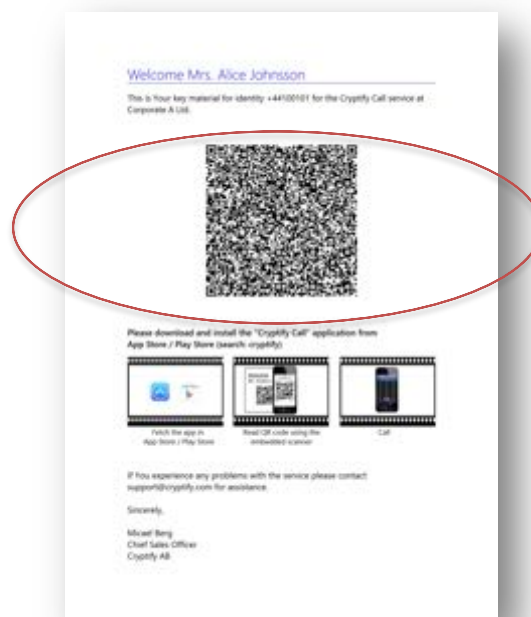 Welcome Mrs. Alice Johnsson
This is Your key material for identity +44100101 for the Cryptify Call service at
Corporate A Ltd.
Please download and install the "Cryptify Call" application from
App Store / Play Store (search: cryptify)
Fetch the app in
App Store / Play Store
Read QR code using the
embedded scanner
Call
If You experience any problems with the service please contact
support@cryptify.com for assistance.
Sincerely,
Micael Berg
Chief Sales Officer
Cryptify AB